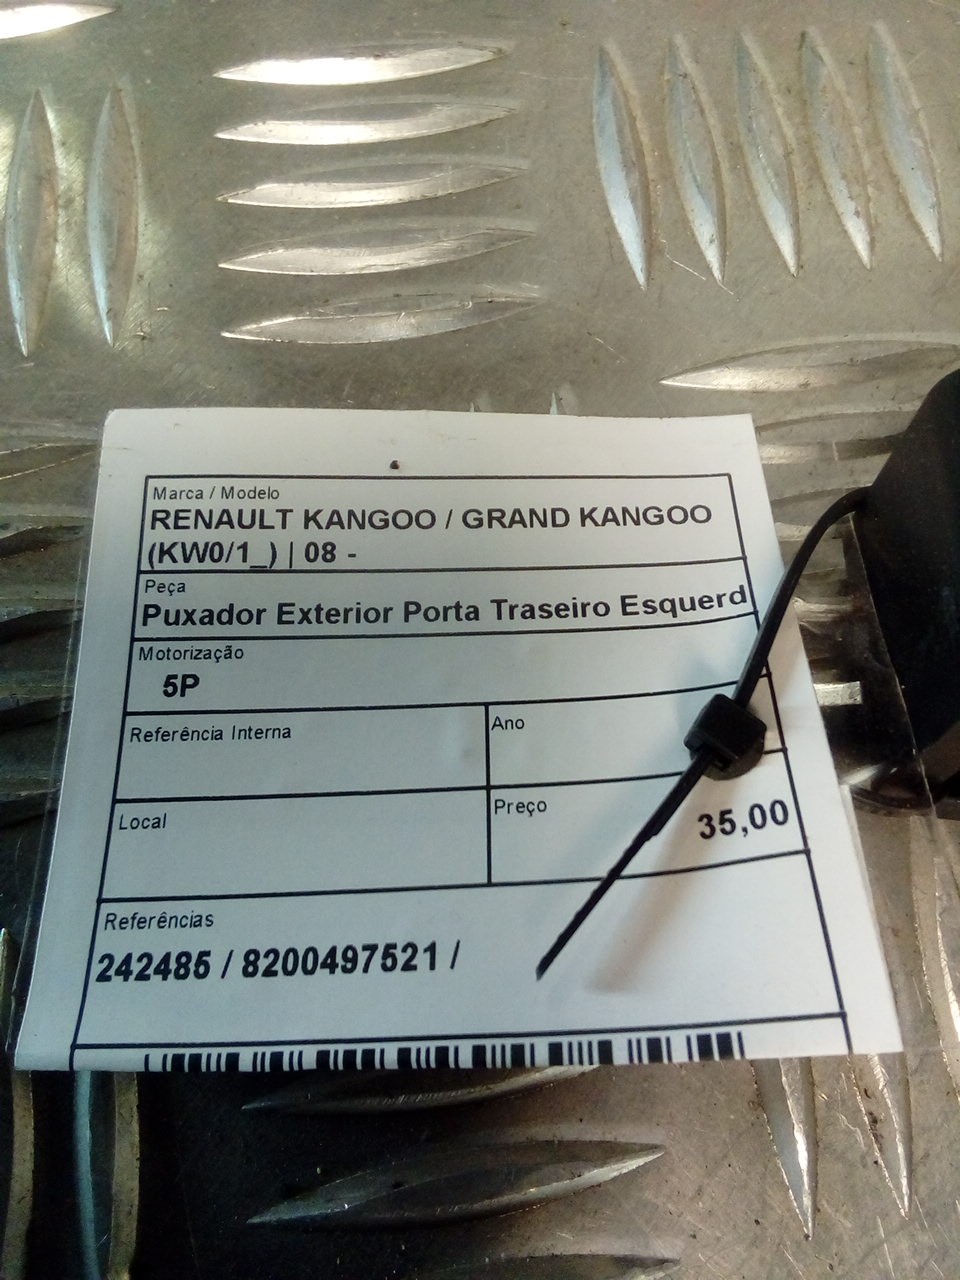 Marca / Modelo
RENAULT KANGOO / GRAND KANGOO
(KW0/1_) | 08 -
Peça
Puxador Exterior Porta Traseiro Esquerd
Motorização
5P
Referência Interna
Ano
Local
Preço
35,00
Referências
242485 / 8200497521 /